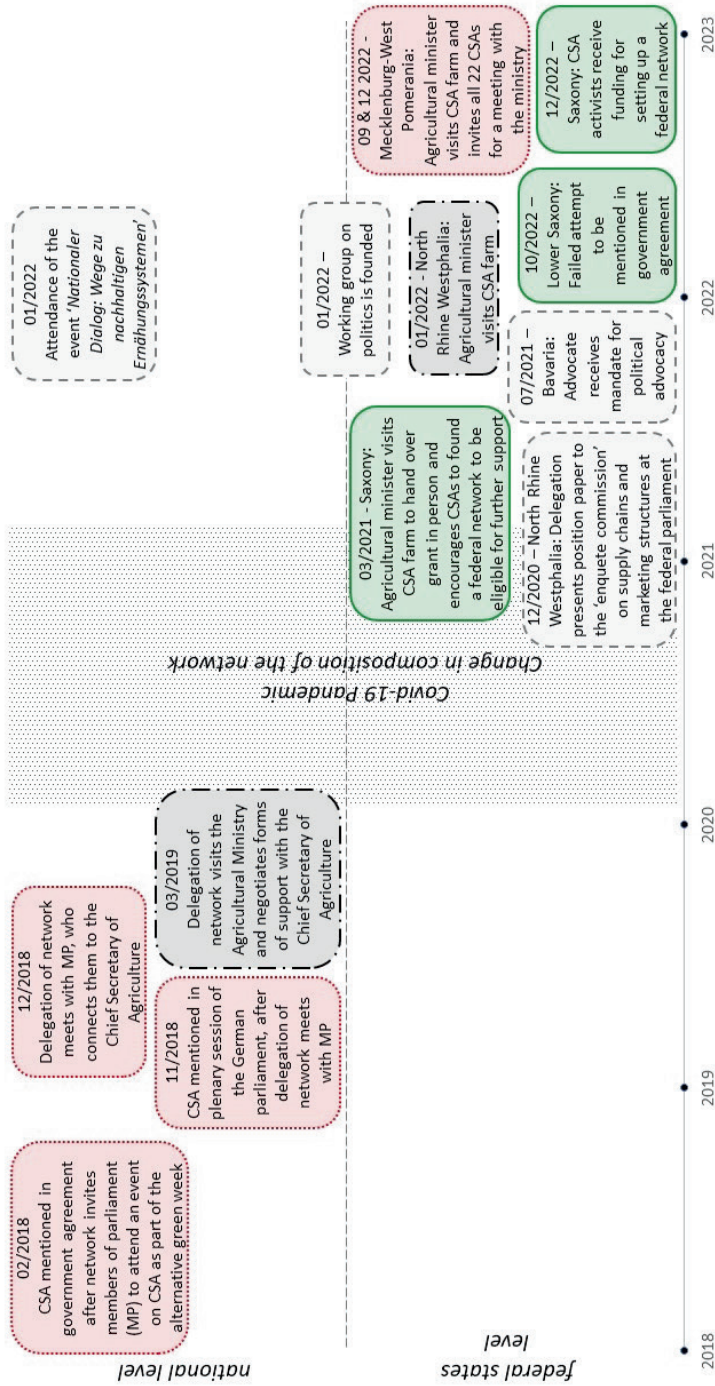 national level
02/2018
CSA mentioned in
government agreement
after network invites
members of parliament
(MP) to attend an event
on CSA as part of the
alternative green week
12/2018
Delegation of network
meets with MP, who
connects them to the
Chief Secretary of
Agriculture
11/2018
CSA mentioned in
plenary session of
the German
parliament, after
delegation of
network meets
with MP
03/2019
Delegation of
network visits the
Agricultural Ministry
and negotiates forms
of support with the
Chief Secretary of
Agriculture
Covid-19 Pandemic
Change in composition of the network
01/2022
Attendance of the
event ‘Nationaler
Dialog: Wege zu
nachhaltigen
Ernährungssystemen’
01/2022 –
Working group on
politics is founded
federal states
level
03/2021 - Saxony:
Agricultural minister visits
CSA farm to hand over
grant in person and
encourages CSAs to found
a federal network to be
eligible for further support
12/2020 – North Rhine
Westphalia: Delegation
presents position paper to
the ‘enquete commission’
on supply chains and
marketing structures at
the federal parliament
07/2021 –
Bavaria:
Advocate
receives
mandate for
political
advocacy
01/2022 - North
Rhine Westphalia:
Agricultural minister
visits CSA farm
10/2022 –
Lower Saxony:
Failed attempt
to be
mentioned in
government
agreement
09 & 12 2022 -
Mecklenburg-West
Pomerania:
Agricultural minister
visits CSA farm and
invites all 22 CSAs
for a meeting with
the ministry
12/2022 –
Saxony: CSA
activists receive
funding for
setting up a
federal network
2018
2019
2020
2021
2022
2023